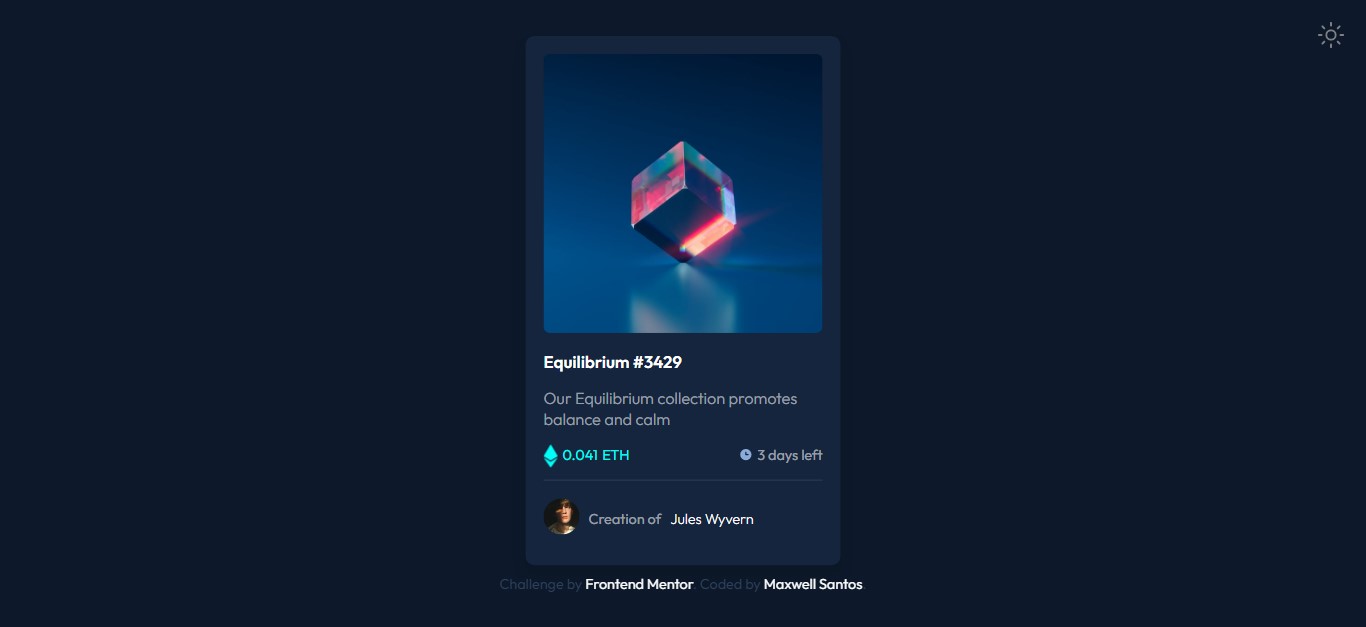 Equilibrium #3429
Our Equilibrium collection promotes
balance and calm
0.041 ETH
3 days left
Creation of Jules Wyvern
Challenge by Frontend Mentor. Coded by Maxwell Santos.